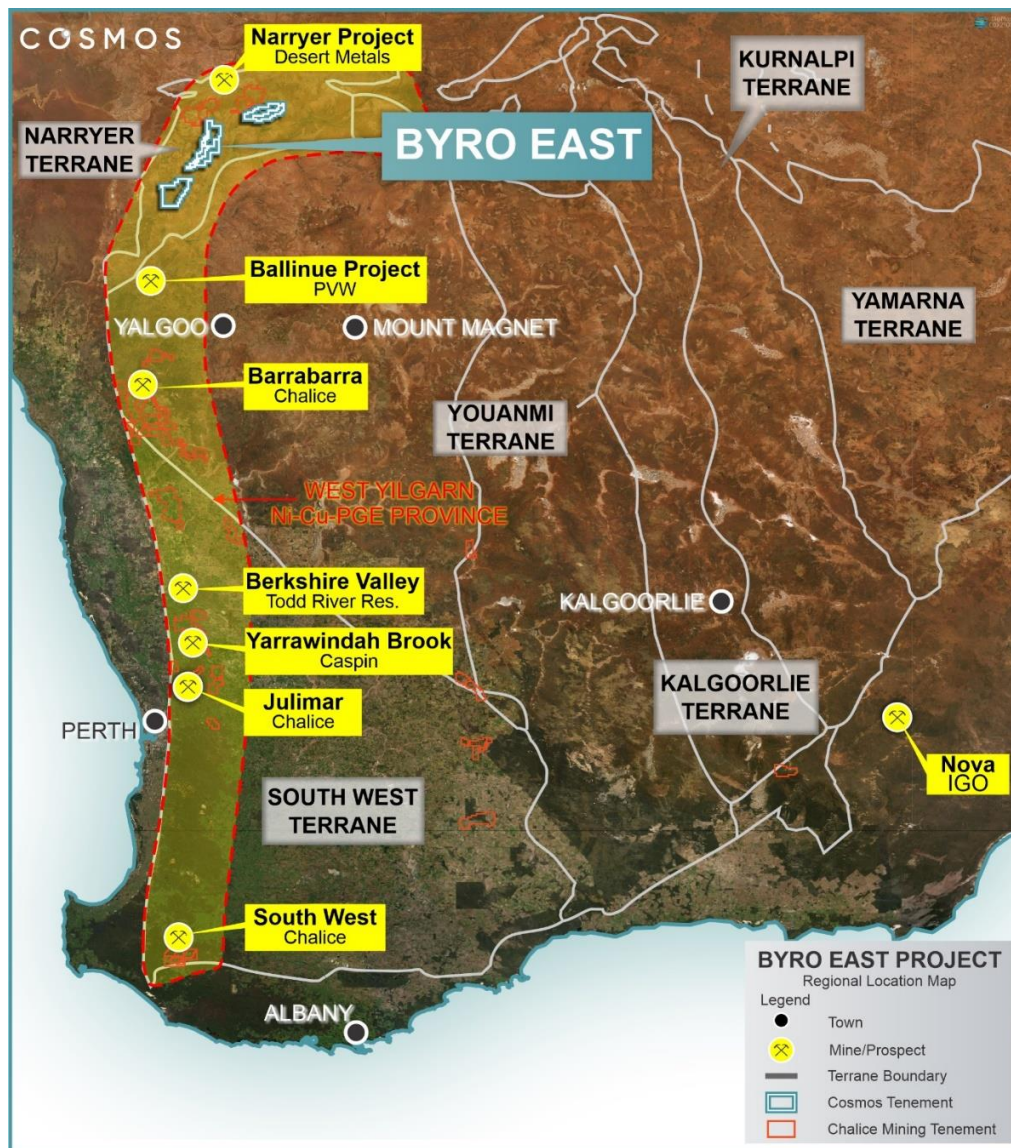 COSMOS
Narryer Project
Desert Metals
KURNALPI
TERRANE
NARRYER
TERRANE
BYRO EAST
Ballinue Project
PVW
YALGOO
MOUNT MAGNET
YAMARNA
TERRANE
Barrabarra
Chalice
YOUANMI
TERRANE
WEST YILGARN
Ni-Cu-PGE PROVINCE
Berkshire Valley
Todd River Res.
KALGOORLIE
Yarrawindah Brook
Caspin
Julimar
Chalice
KALGOORLIE
TERRANE
PERTH
Nova
IGO
SOUTH WEST
TERRANE
South West
Chalice
ALBANY
BYRO EAST PROJECT
Regional Location Map
Legend
Town
Mine/Prospect
Terrane Boundary
Cosmos Tenement
Chalice Mining Tenement